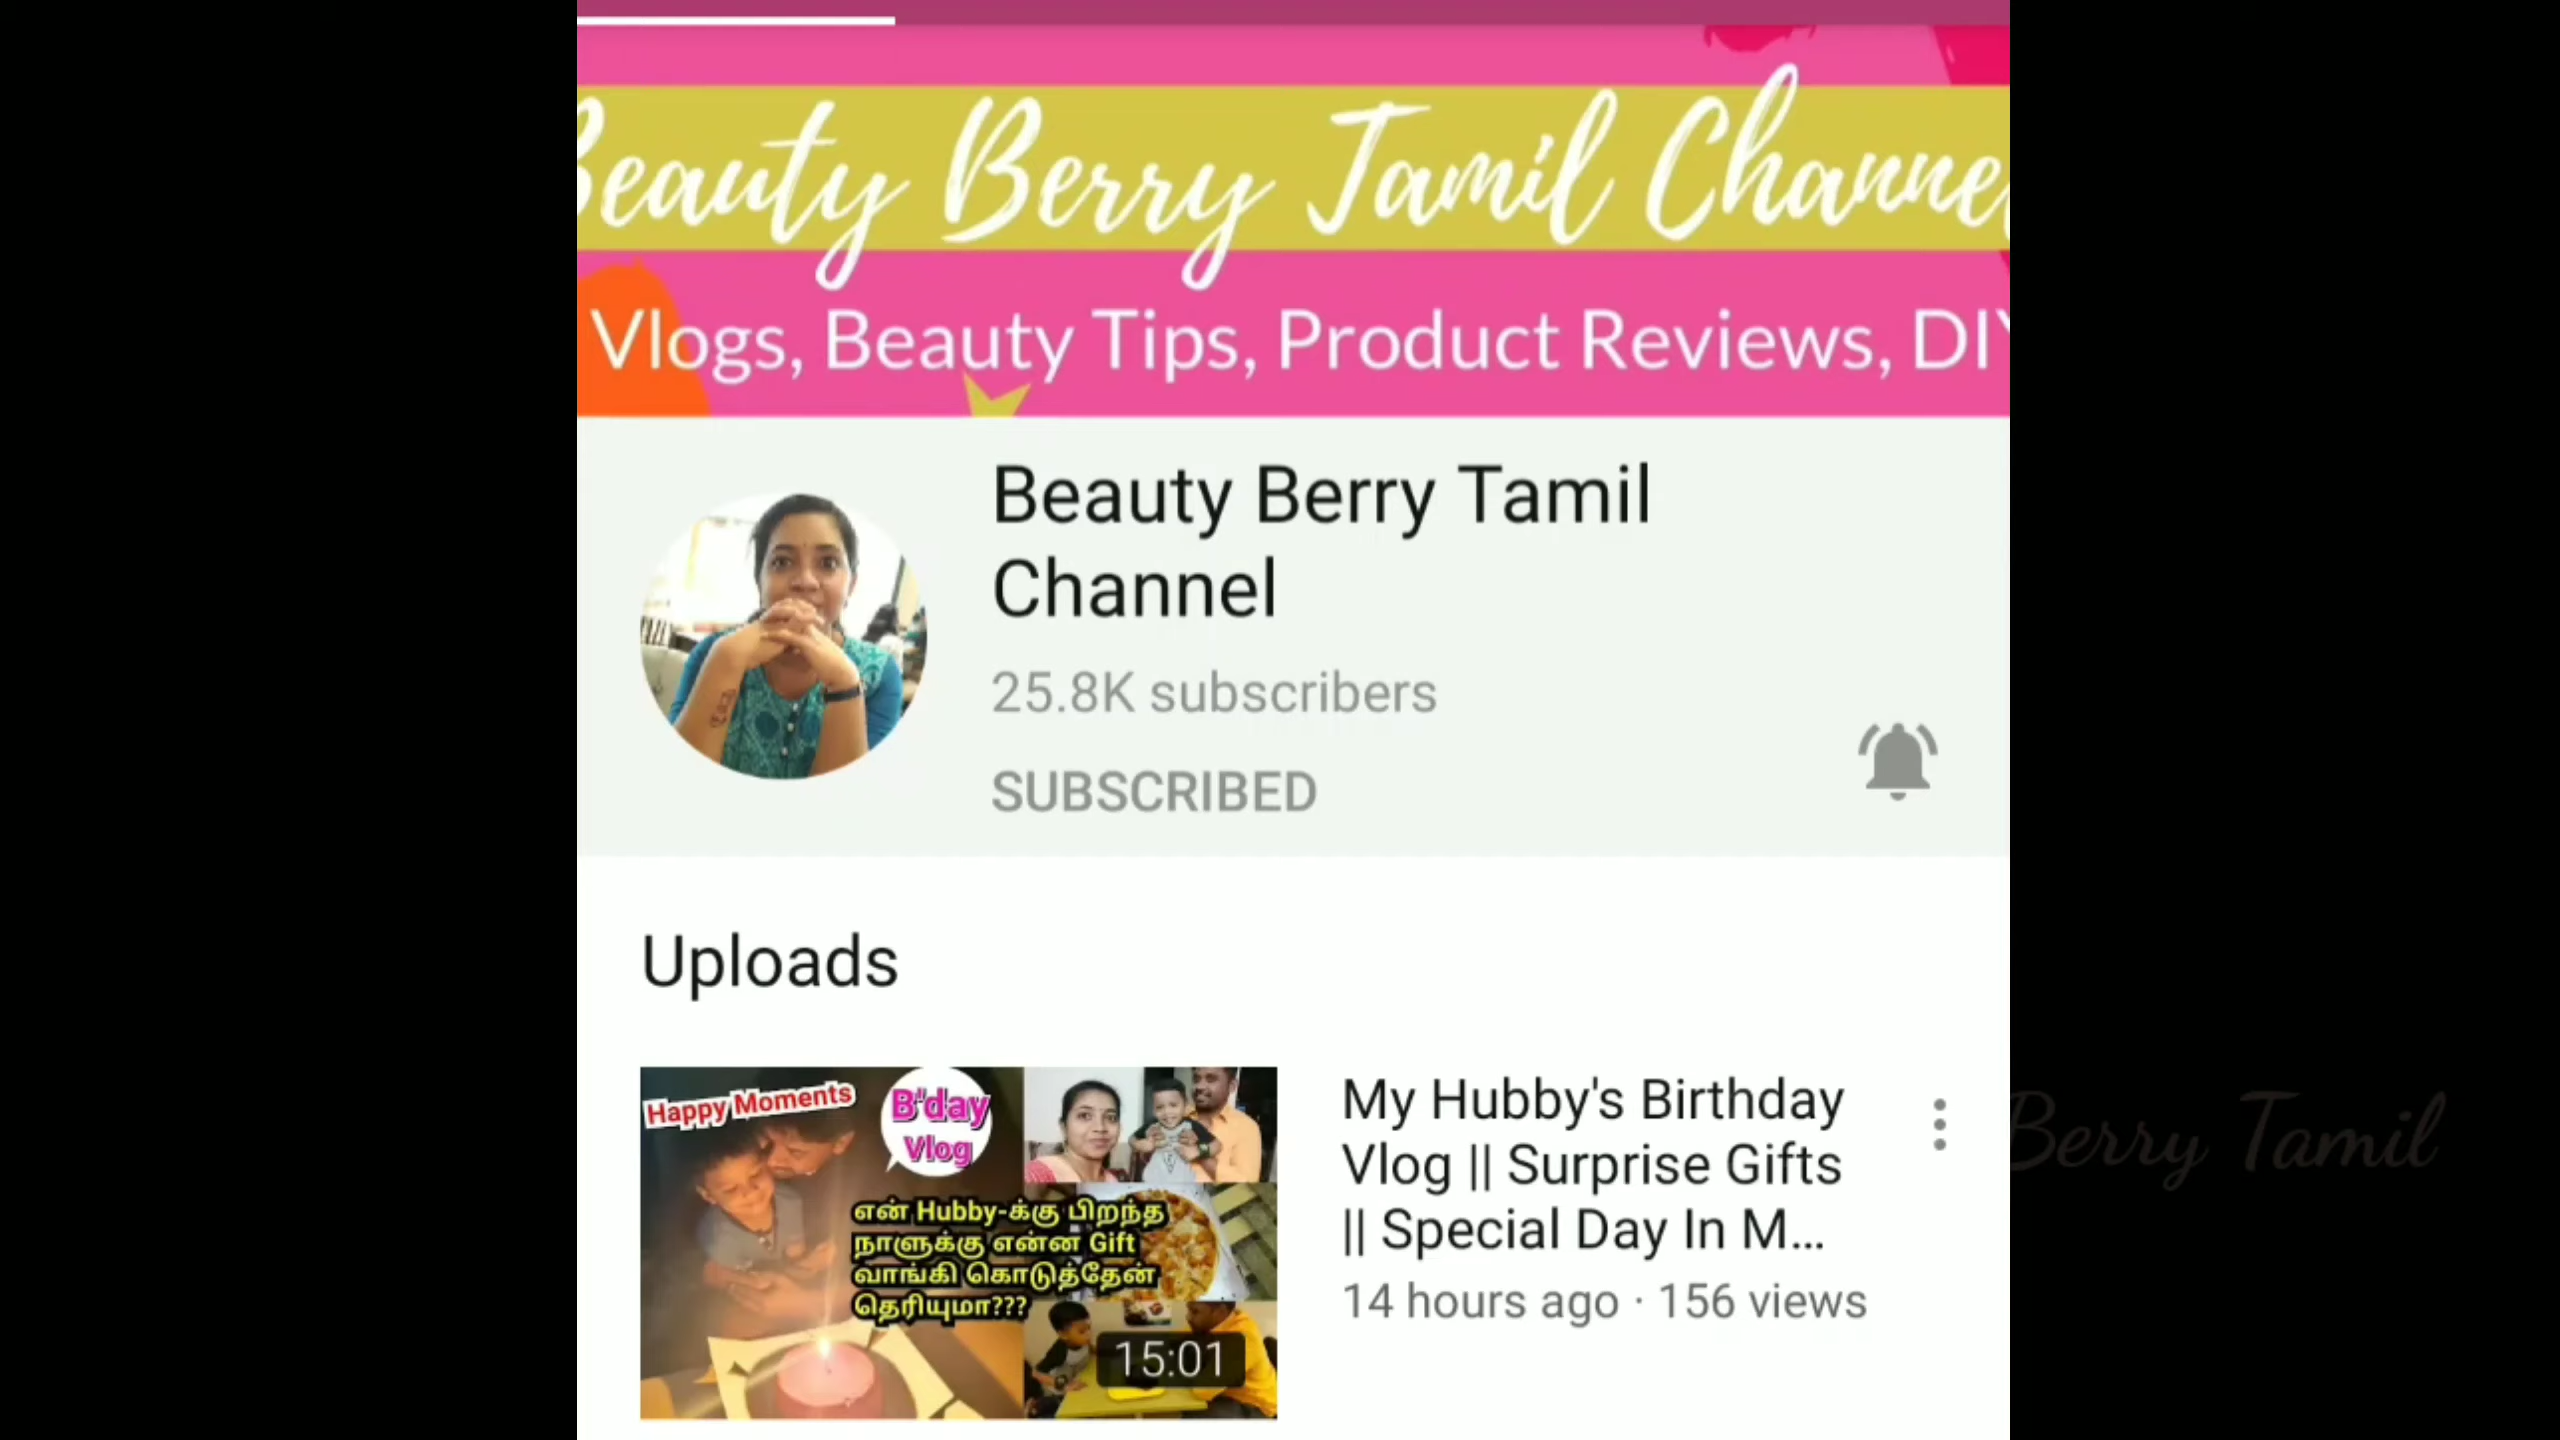 Beauty Berry Tamil Channel
Vlogs, Beauty Tips, Product Reviews, DIY
Beauty Berry Tamil
Channel
25.8K subscribers
SUBSCRIBED
Uploads
Happy Moments
B'day
Vlog
என் Hubby-க்கு பிறந்த
நாளுக்கு என்ன Gift
வாங்கி கொடுத்தேன்
தெரியுமா???
15:01
My Hubby's Birthday
Vlog || Surprise Gifts
|| Special Day In M...
14 hours ago · 156 views
Berry Tamil